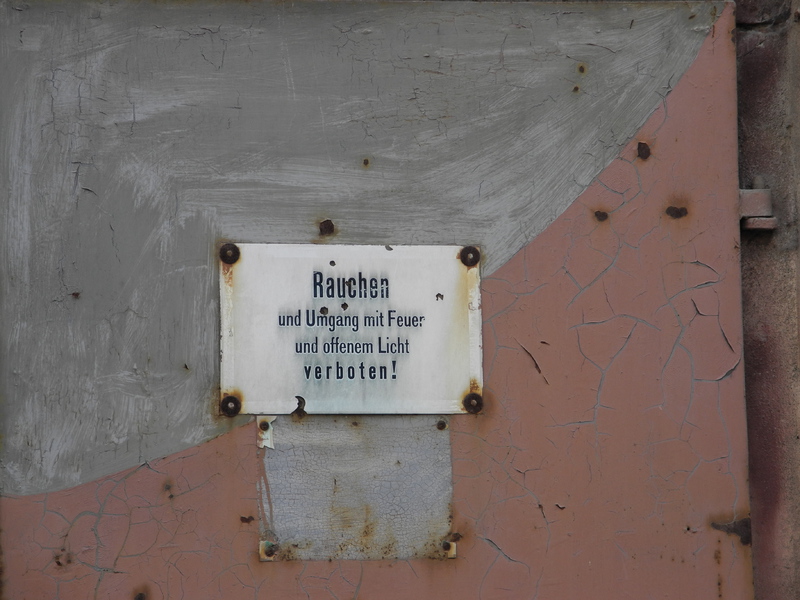 Rauchen
und Umgang mit Feuer
und offenem Licht
verboten!